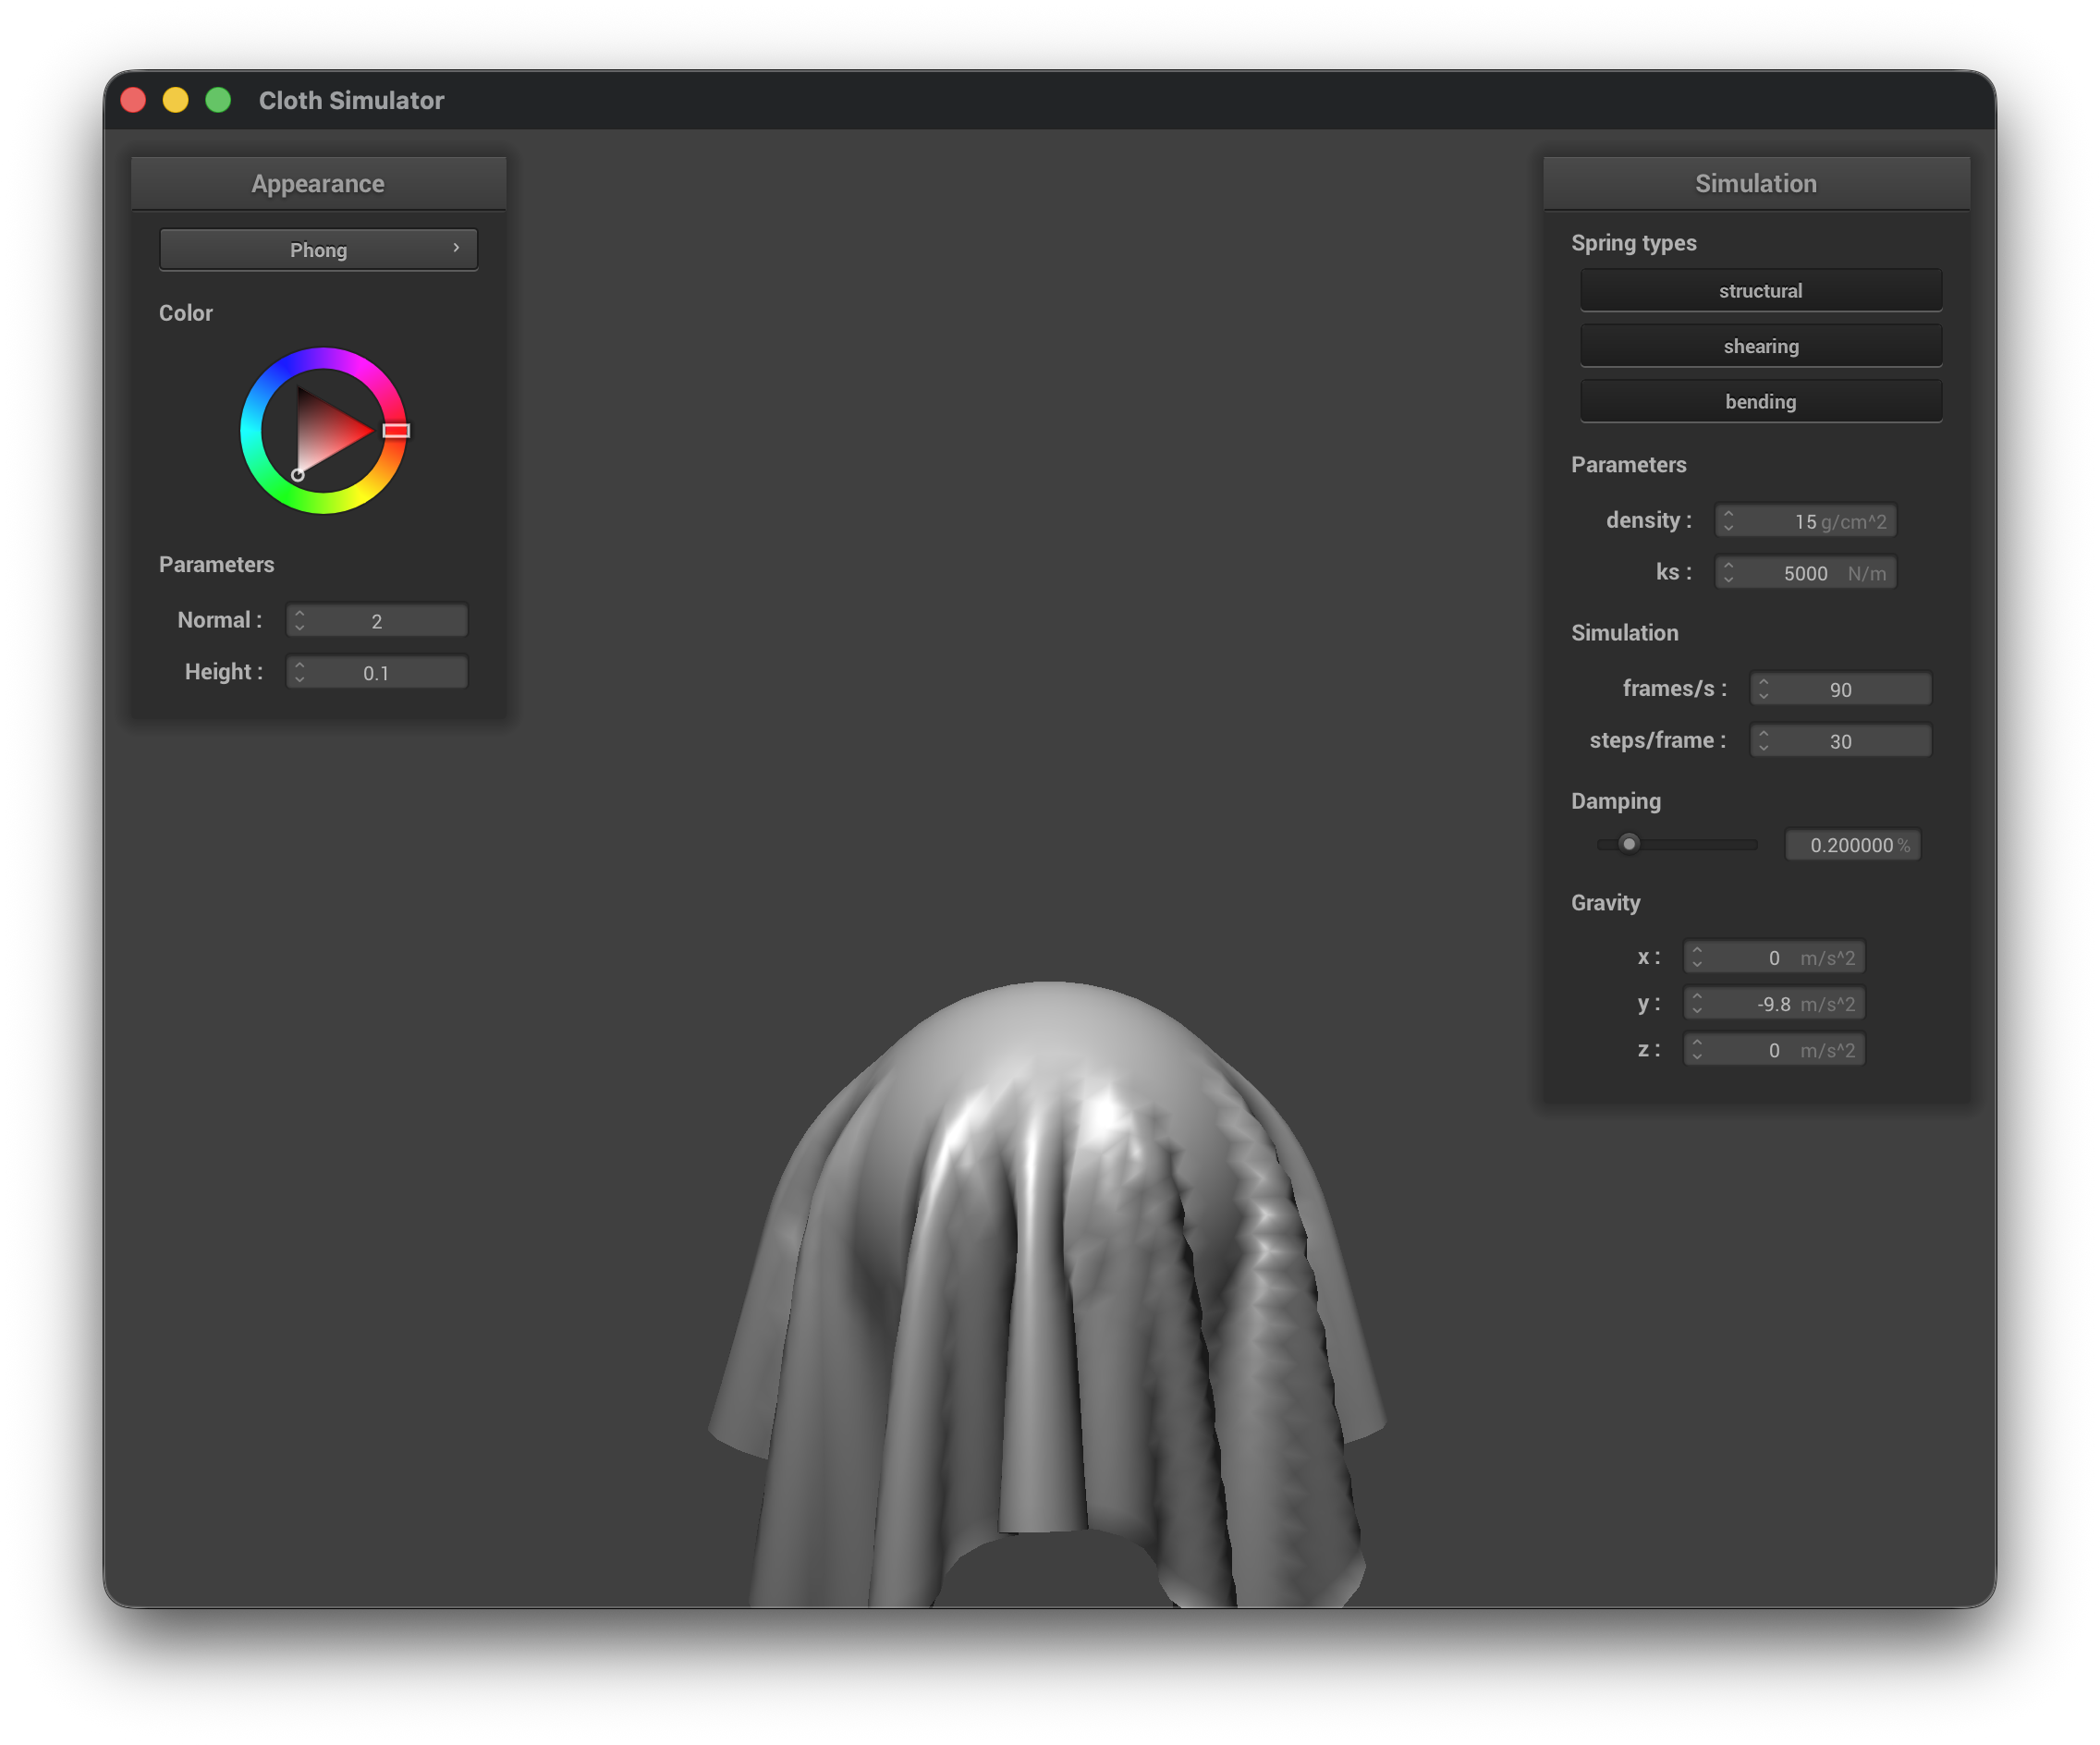 Cloth Simulator
Appearance
Phong
Color
Parameters
Normal : 2
Height : 0.1
Simulation
Spring types
structural
shearing
bending
Parameters
density : 15 g/cm^2
ks : 5000 N/m
Simulation
frames/s : 90
steps/frame : 30
Damping
0.200000 %
Gravity
x : 0 m/s^2
y : -9.8 m/s^2
z : 0 m/s^2